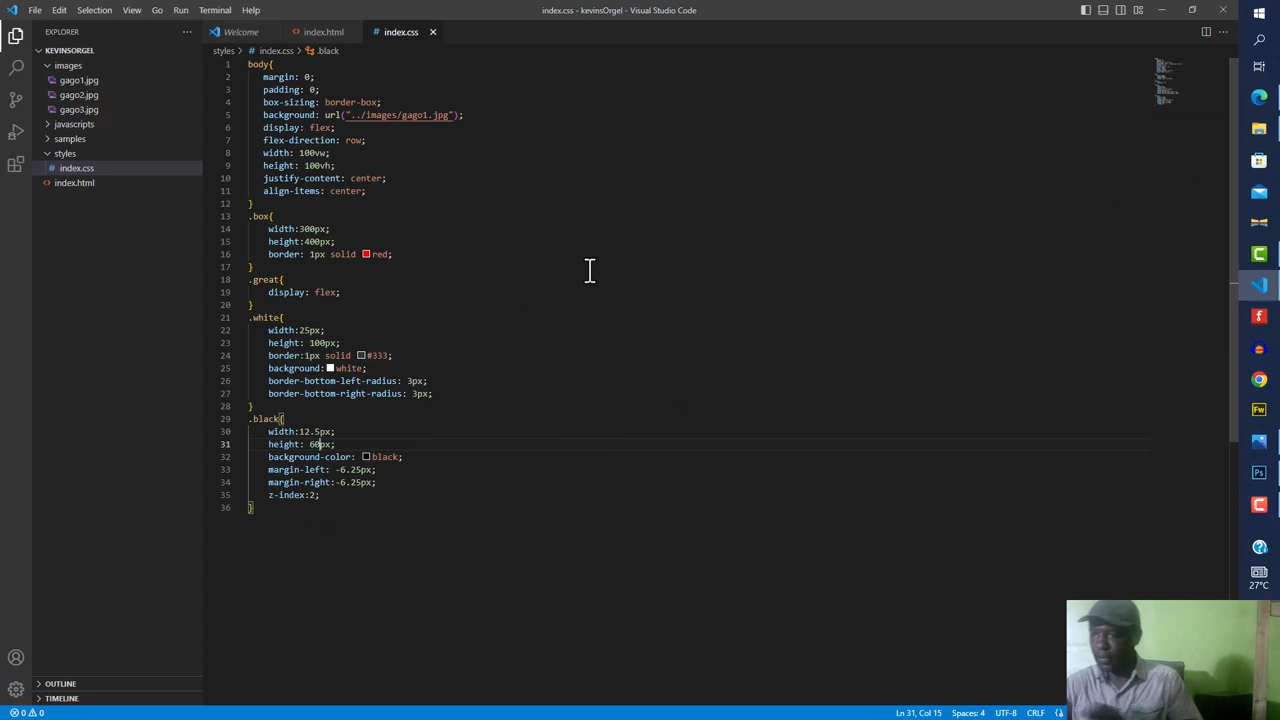 File Edit Selection View Go Run Terminal Help
index.css - kevinsOrgel - Visual Studio Code
EXPLORER
KEVINSORGEL
images
gago1.jpg
gago2.jpg
gago3.jpg
javascripts
samples
styles
# index.css
<> index.html
OUTLINE
TIMELINE
Welcome
<> index.html
# index.css
styles > # index.css > .black
1 body{
2 margin: 0;
3 padding: 0;
4 box-sizing: border-box;
5 background: url("../images/gago1.jpg");
6 display: flex;
7 flex-direction: row;
8 width: 100vw;
9 height: 100vh;
10 justify-content: center;
11 align-items: center;
12 }
13 .box{
14 width:300px;
15 height:400px;
16 border: 1px solid red;
17 }
18 .great{
19 display: flex;
20 }
21 .white{
22 width:25px;
23 height: 100px;
24 border:1px solid #333;
25 background: white;
26 border-bottom-left-radius: 3px;
27 border-bottom-right-radius: 3px;
28 }
29 .black{
30 width:12.5px;
31 height: 60px;
32 background-color: black;
33 margin-left: -6.25px;
34 margin-right:-6.25px;
35 z-index:2;
36 }
Fw
Ps
27°C
0 0
Ln 31, Col 15 Spaces: 4 UTF-8 CRLF